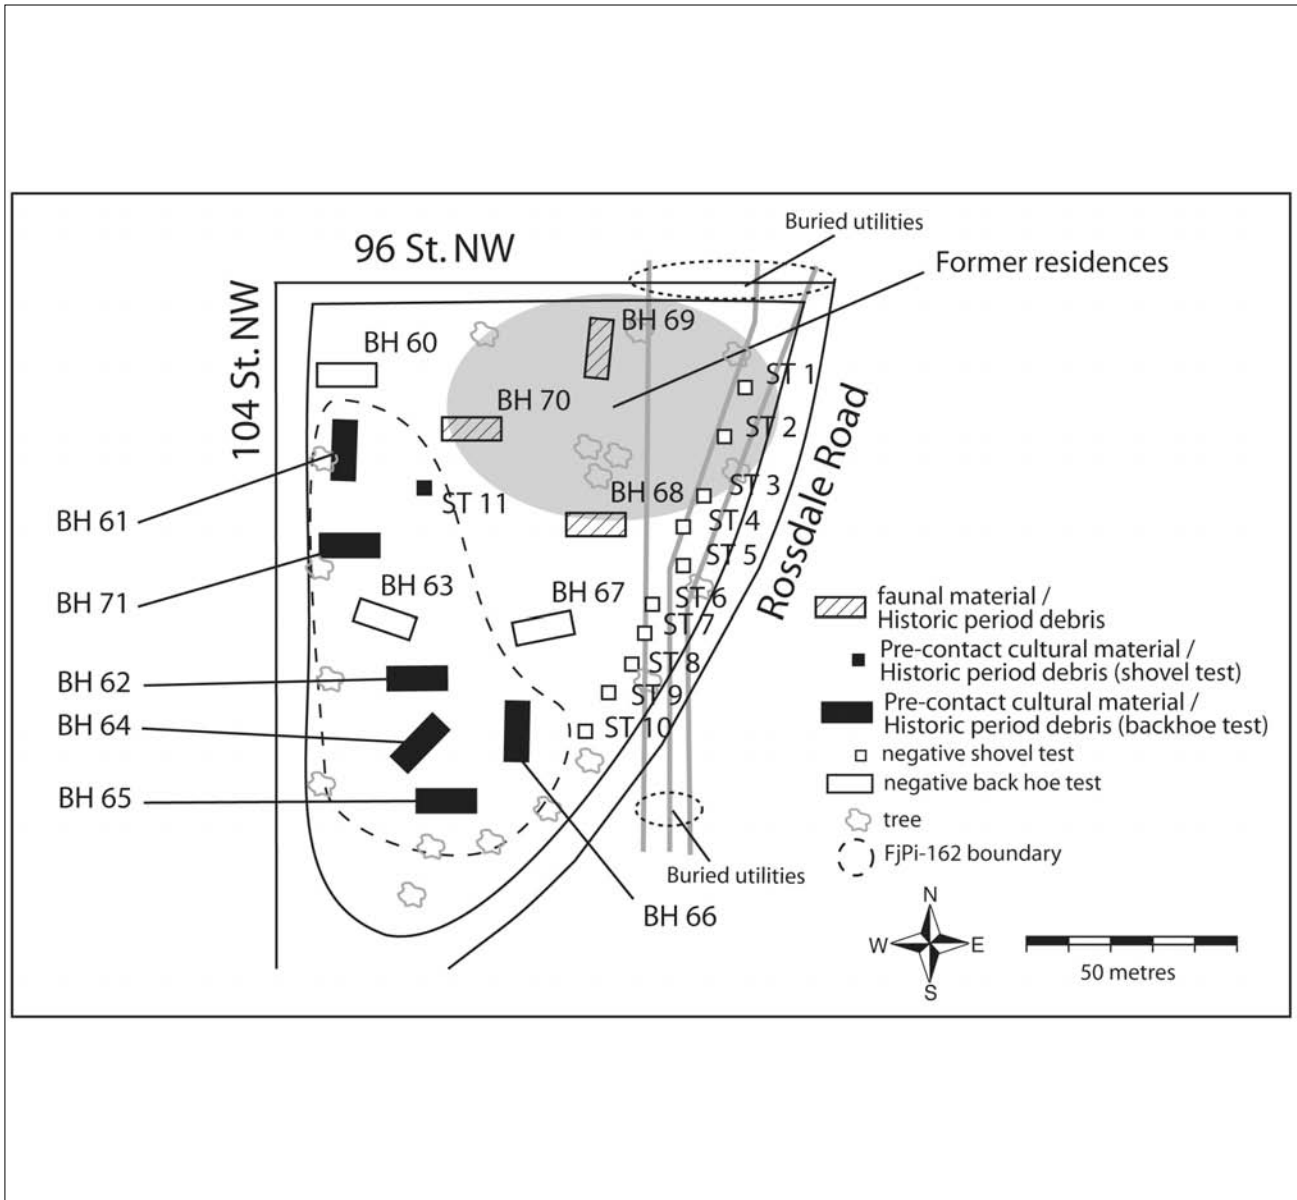 Buried utilities
96 St. NW
Former residences
104 St. NW
BH 69
BH 60
ST 1
BH 70
ST 2
Rossdale Road
ST 3
BH 68
ST 11
ST 4
BH 61
ST 5
BH 63
BH 67
ST 6
BH 71
ST 7
faunal material /
Historic period debris
Pre-contact cultural material /
Historic period debris (shovel test)
ST 8
BH 62
ST 9
Pre-contact cultural material /
Historic period debris (backhoe test)
BH 64
ST 10
negative shovel test
negative back hoe test
BH 65
tree
FjPi-162 boundary
Buried utilities
BH 66
N
W
E
S
50 metres